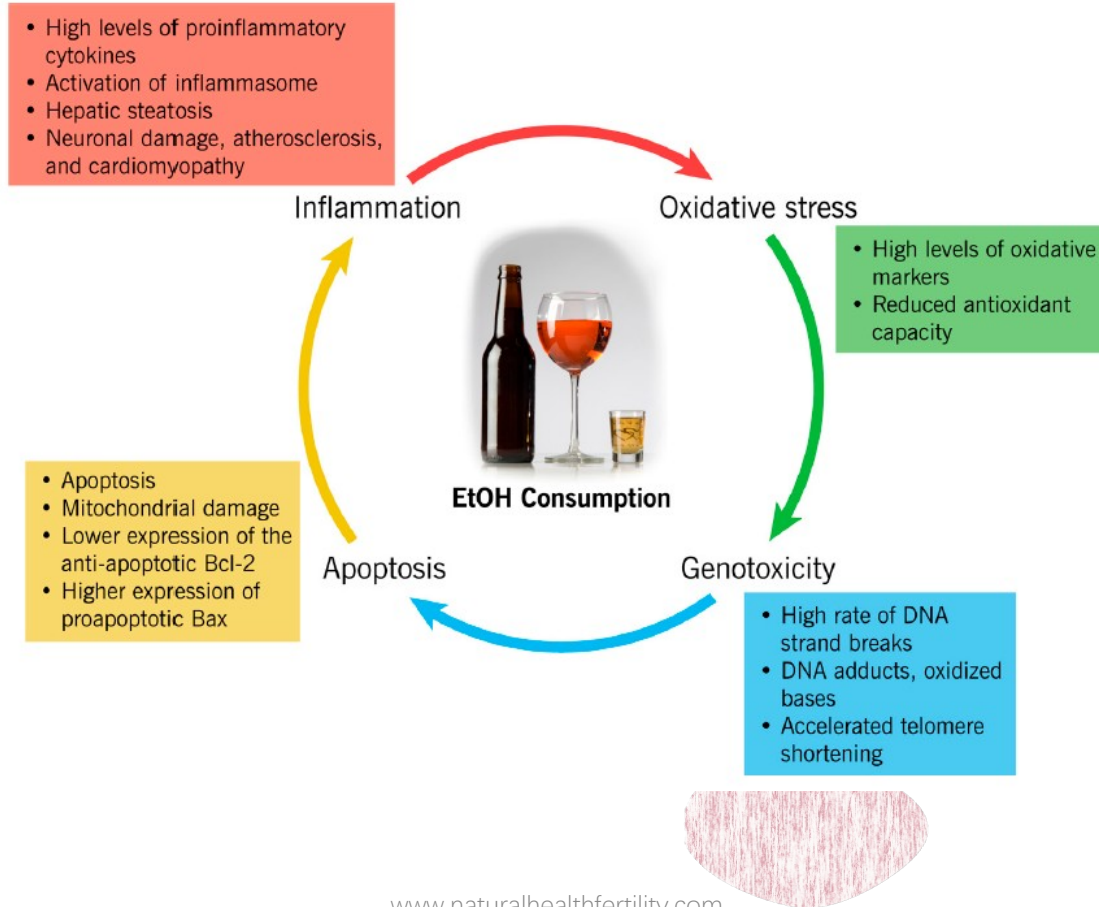 • High levels of proinflammatory
cytokines
• Activation of inflammasome
• Hepatic steatosis
• Neuronal damage, atherosclerosis,
and cardiomyopathy
Inflammation
Oxidative stress
• High levels of oxidative
markers
• Reduced antioxidant
capacity
EtOH Consumption
• Apoptosis
• Mitochondrial damage
• Lower expression of the
anti-apoptotic Bcl-2
• Higher expression of
proapoptotic Bax
Apoptosis
Genotoxicity
• High rate of DNA
strand breaks
• DNA adducts, oxidized
bases
• Accelerated telomere
shortening
www.naturalhealthfertility.com